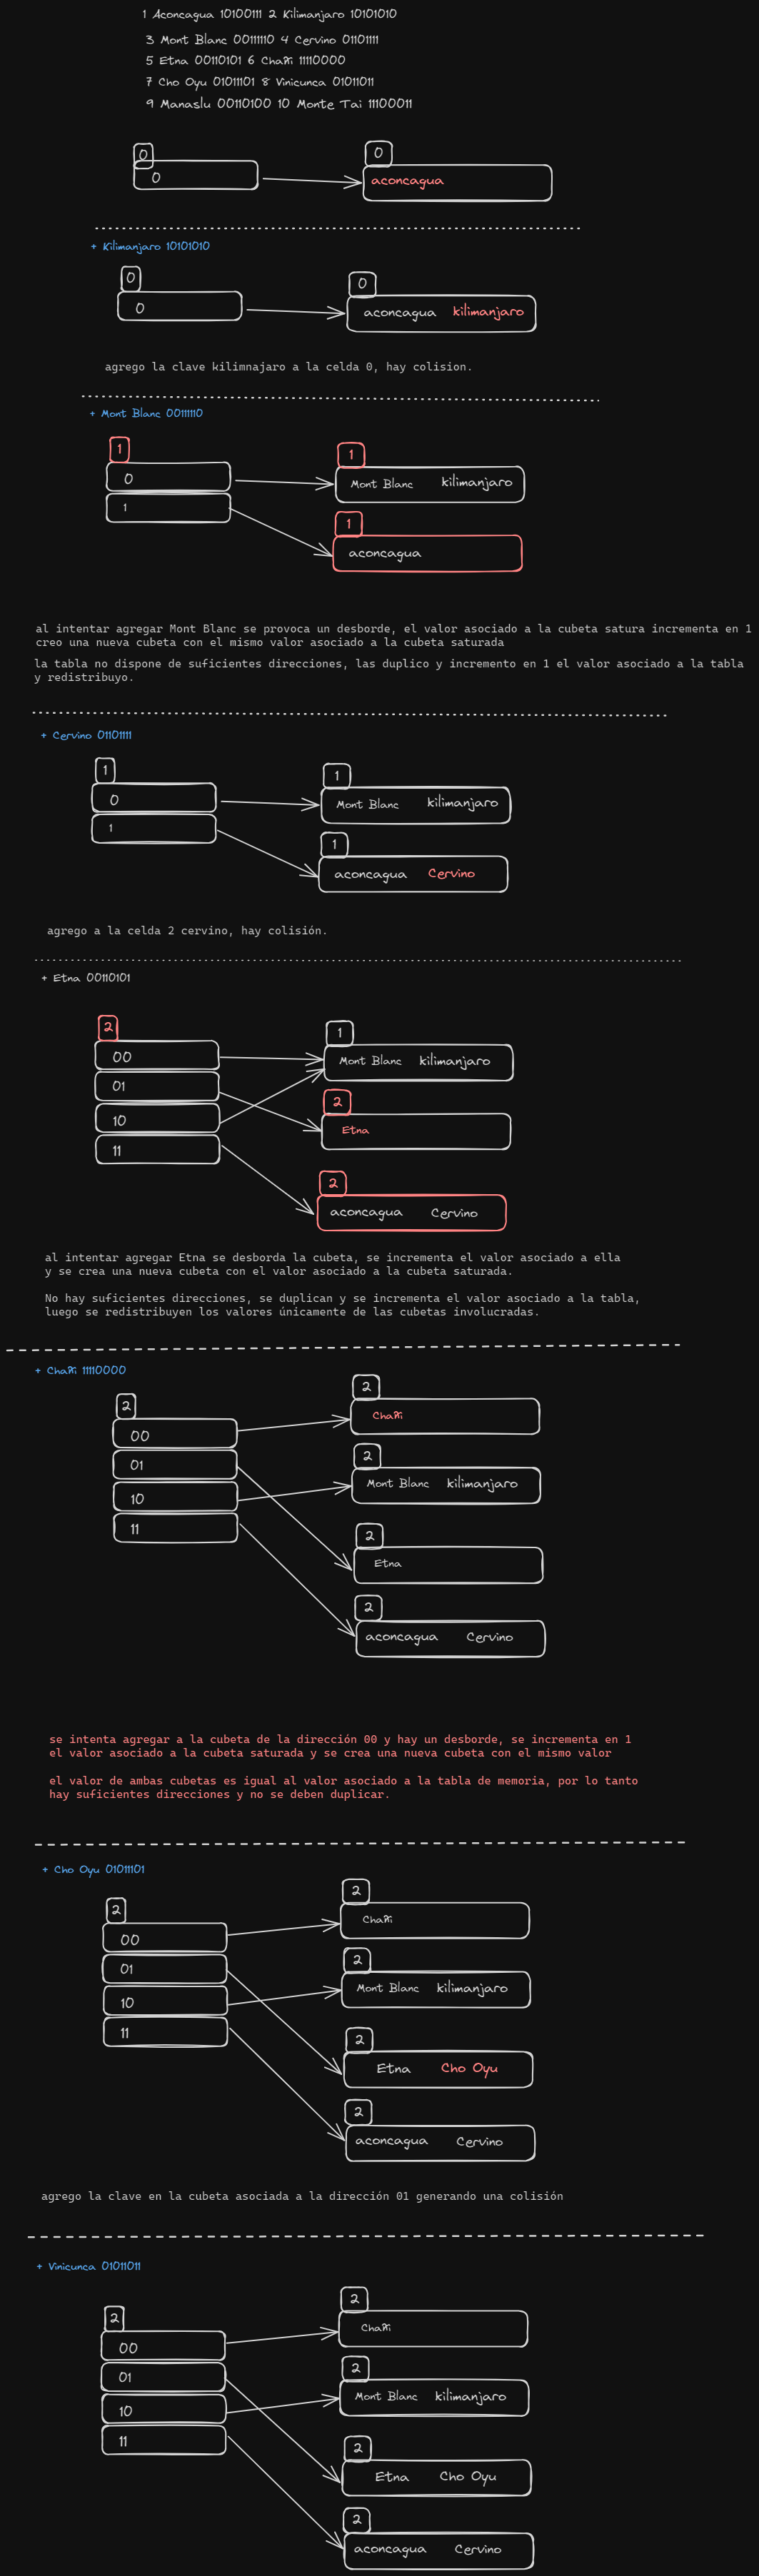 1 Aconcagua 10100111 2 Kilimanjaro 10101010
3 Mont Blanc 00111110 4 Cervino 01101111
5 Etna 00110101 6 Chañi 11110000
7 Cho Oyu 01011101 8 Vinicunca 01011011
9 Manaslu 00110100 10 Monte Tai 11100011
0
0
0
aconcagua
+ Kilimanjaro 10101010
0
0
0
aconcagua kilimanjaro
agrego la clave kilimnajaro a la celda 0, hay colision.
+ Mont Blanc 00111110
1
1
0
Mont Blanc kilimanjaro
1
1
aconcagua
al intentar agregar Mont Blanc se provoca un desborde, el valor asociado a la cubeta satura incrementa en 1
creo una nueva cubeta con el mismo valor asociado a la cubeta saturada
la tabla no dispone de suficientes direcciones, las duplico y incremento en 1 el valor asociado a la tabla
y redistribuyo.
+ Cervino 01101111
1
1
0
Mont Blanc kilimanjaro
1
1
aconcagua Cervino
agrego a la celda 2 cervino, hay colisión.
+ Etna 00110101
2
1
00
Mont Blanc kilimanjaro
01
2
10
Etna
11
2
aconcagua Cervino
al intentar agregar Etna se desborda la cubeta, se incrementa el valor asociado a ella
y se crea una nueva cubeta con el valor asociado a la cubeta saturada.
No hay suficientes direcciones, se duplican y se incrementa el valor asociado a la tabla,
luego se redistribuyen los valores únicamente de las cubetas involucradas.
+ Chañi 11110000
2
2
Chañi
00
01
2
10
Mont Blanc kilimanjaro
11
2
Etna
2
aconcagua Cervino
se intenta agregar a la cubeta de la dirección 00 y hay un desborde, se incrementa en 1
el valor asociado a la cubeta saturada y se crea una nueva cubeta con el mismo valor
el valor de ambas cubetas es igual al valor asociado a la tabla de memoria, por lo tanto
hay suficientes direcciones y no se deben duplicar.
+ Cho Oyu 01011101
2
2
Chañi
00
01
2
10
Mont Blanc kilimanjaro
11
2
Etna Cho Oyu
2
aconcagua Cervino
agrego la clave en la cubeta asociada a la dirección 01 generando una colisión
+ Vinicunca 01011011
2
2
Chañi
00
01
2
10
Mont Blanc kilimanjaro
11
2
Etna Cho Oyu
2
aconcagua Cervino